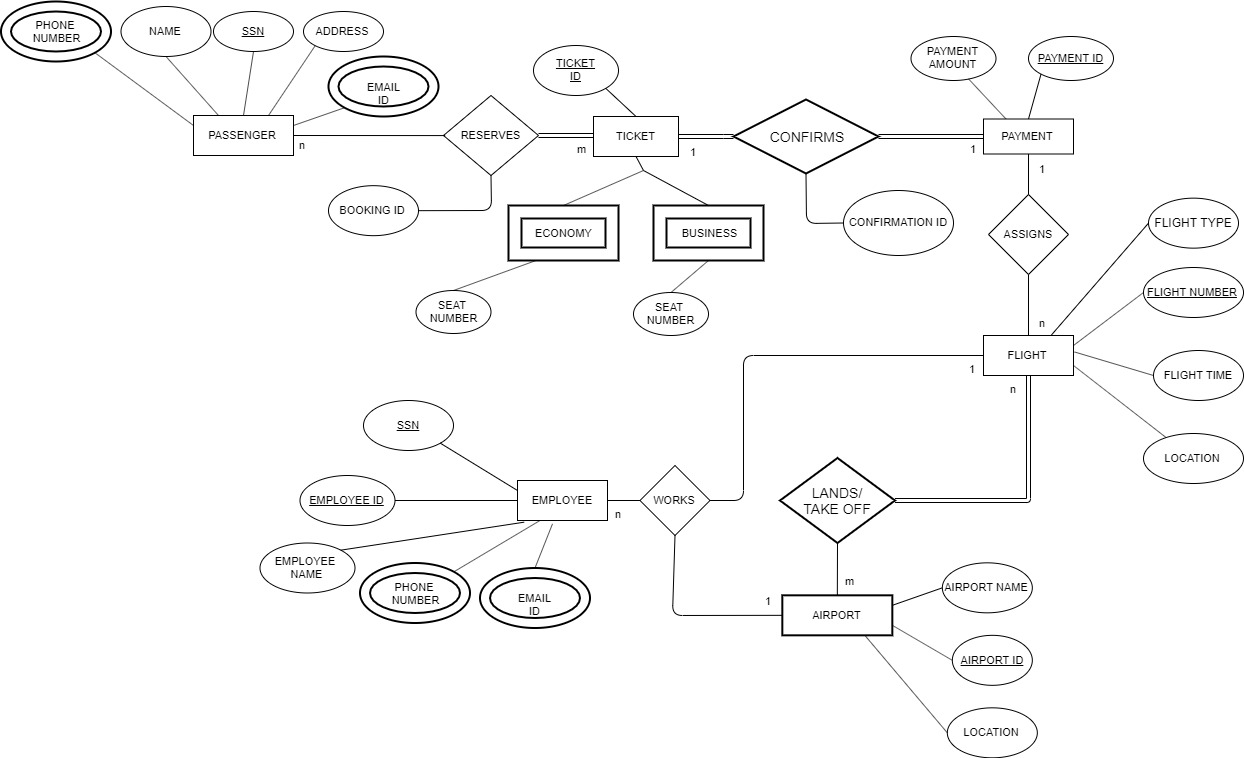 PHONE
NUMBER
NAME
SSN
ADDRESS
EMAIL
ID
TICKET
ID
PAYMENT
AMOUNT
PAYMENT ID
PASSENGER
n
RESERVES
m
TICKET
1
CONFIRMS
1
PAYMENT
1
BOOKING ID
ECONOMY
BUSINESS
CONFIRMATION ID
ASSIGNS
FLIGHT TYPE
SEAT
NUMBER
SEAT
NUMBER
FLIGHT NUMBER
n
1
FLIGHT
n
FLIGHT TIME
SSN
LOCATION
EMPLOYEE ID
EMPLOYEE
n
WORKS
LANDS/
TAKE OFF
EMPLOYEE
NAME
PHONE
NUMBER
EMAIL
ID
m
1
AIRPORT
AIRPORT NAME
AIRPORT ID
LOCATION